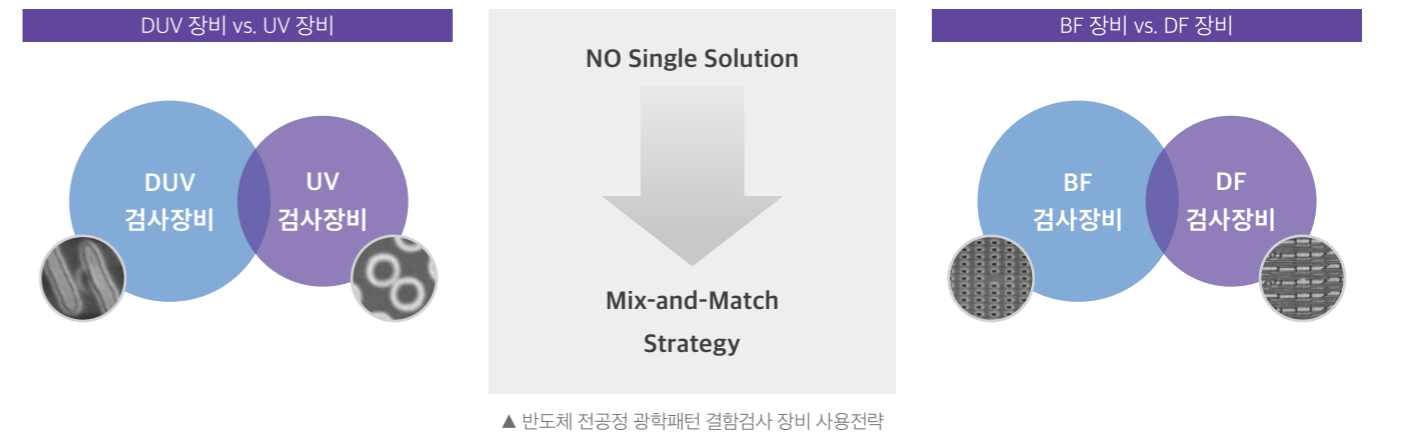 DUV 장비 vs. UV 장비
DUV
검사장비
UV
검사장비
NO Single Solution
Mix-and-Match
Strategy
▲ 반도체 전공정 광학패턴 결함검사 장비 사용전략
BF 장비 vs. DF 장비
BF
검사장비
DF
검사장비